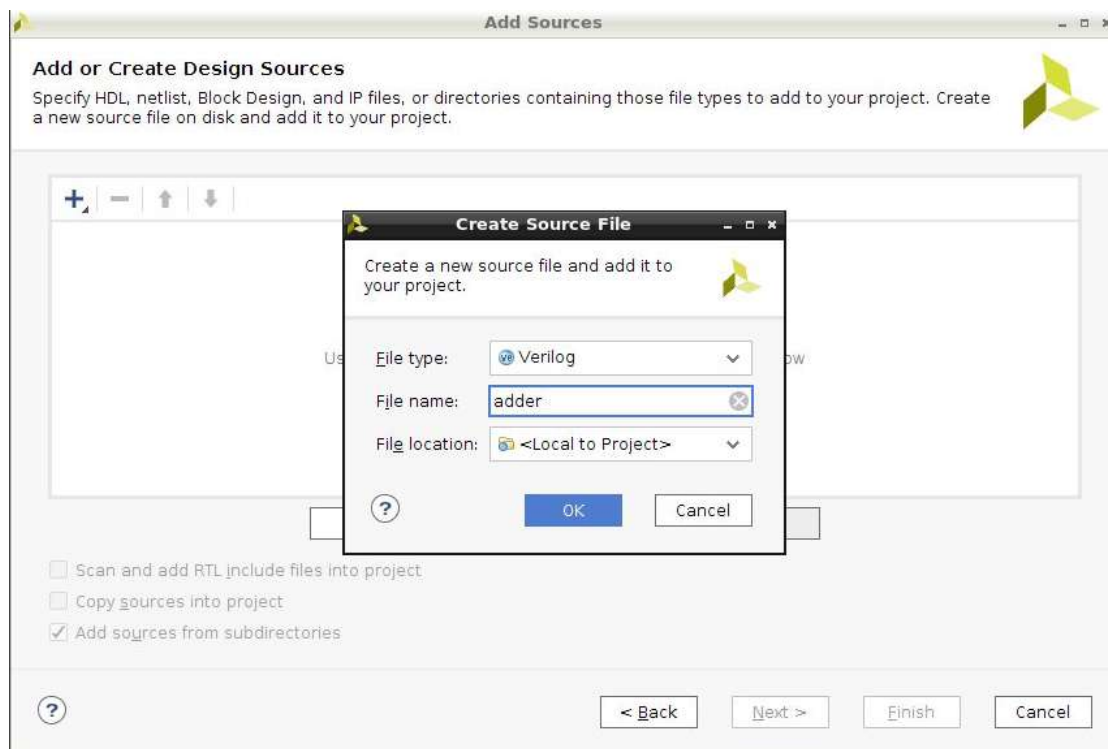 Add Sources
Add or Create Design Sources
Specify HDL, netlist, Block Design, and IP files, or directories containing those file types to add to your project. Create
a new source file on disk and add it to your project.
Create Source File
Create a new source file and add it to
your project.
File type:
Verilog
File name:
adder
File location:
<Local to Project>
? OK Cancel
Scan and add RTL include files into project
Copy sources into project
Add sources from subdirectories
? < Back Next > Finish Cancel